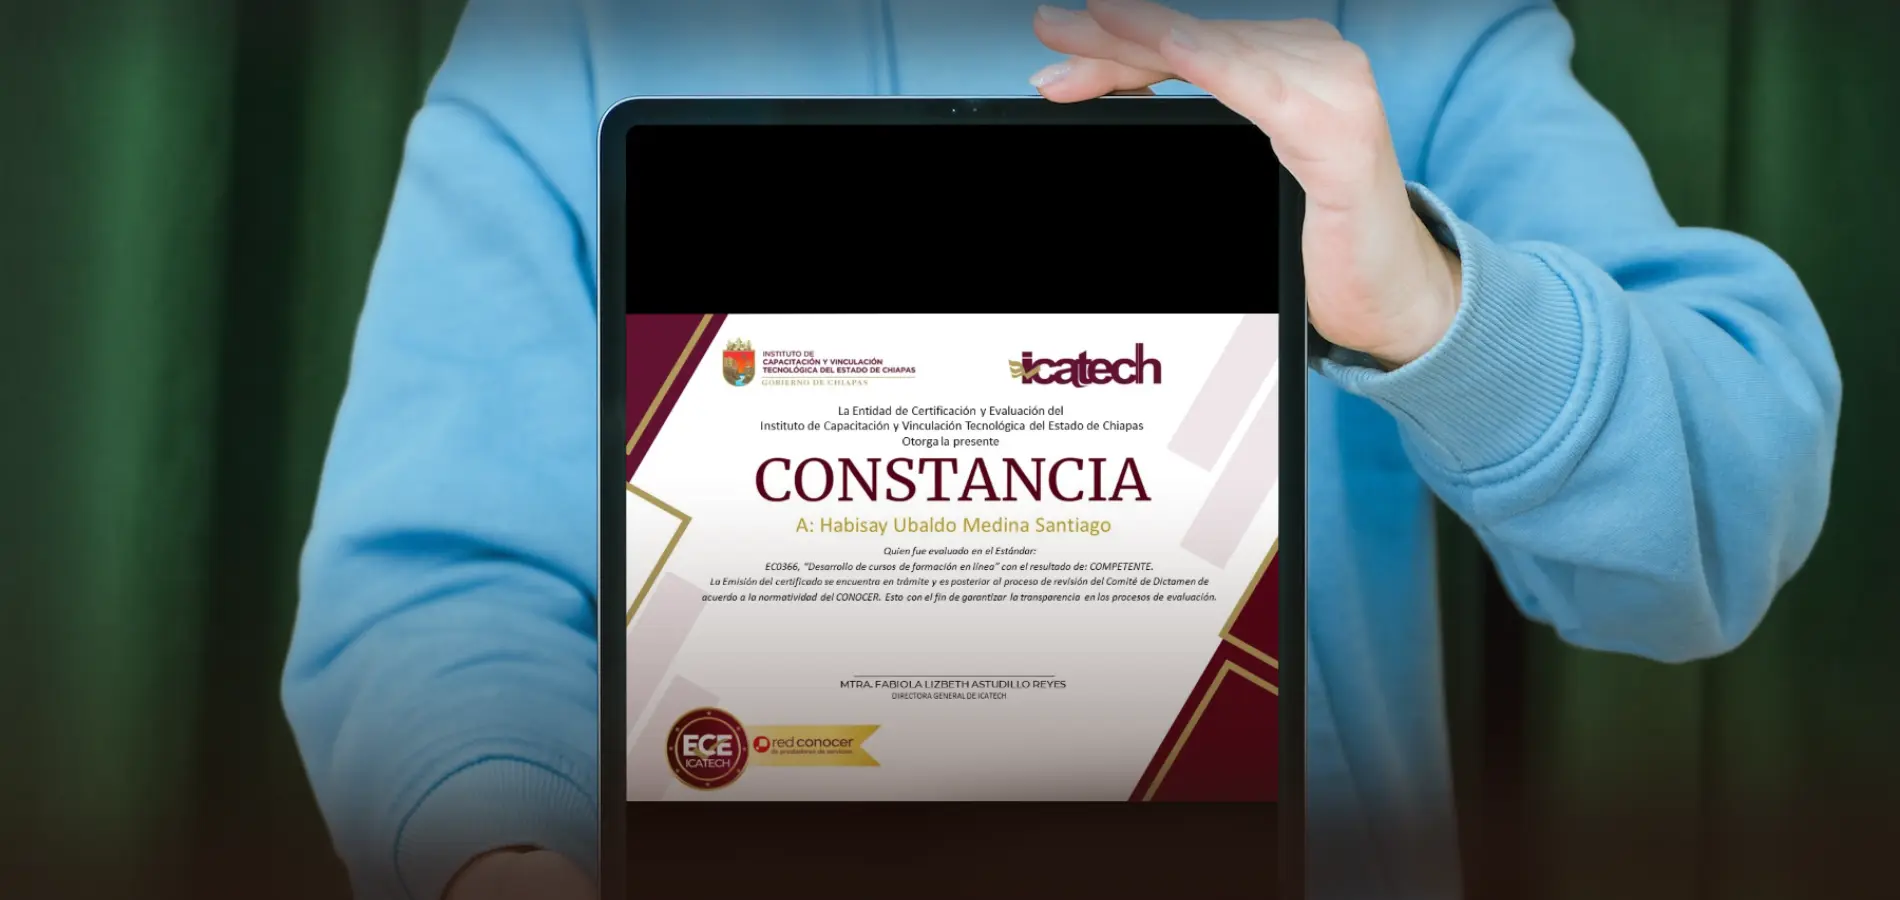 INSTITUTO DE
CAPACITACIÓN Y VINCULACIÓN
TECNOLÓGICA DEL ESTADO DE CHIAPAS
GOBIERNO DE CHIAPAS
icatech
La Entidad de Certificación y Evaluación del
Instituto de Capacitación y Vinculación Tecnológica del Estado de Chiapas
Otorga la presente
CONSTANCIA
A: Habisay Ubaldo Medina Santiago
Quien fue evaluado en el Estándar:
EC0366, “Desarrollo de cursos de formación en línea” con el resultado de: COMPETENTE.
La Emisión del certificado se encuentra en trámite y es posterior al proceso de revisión del Comité de Dictamen de
acuerdo a la normatividad del CONOCER. Esto con el fin de garantizar la transparencia en los procesos de evaluación.
MTRA. FABIOLA LIZBETH ASTUDILLO REYES
DIRECTORA GENERAL DE ICATECH
ECE
ICATECH
red conocer
de prestadores de servicios